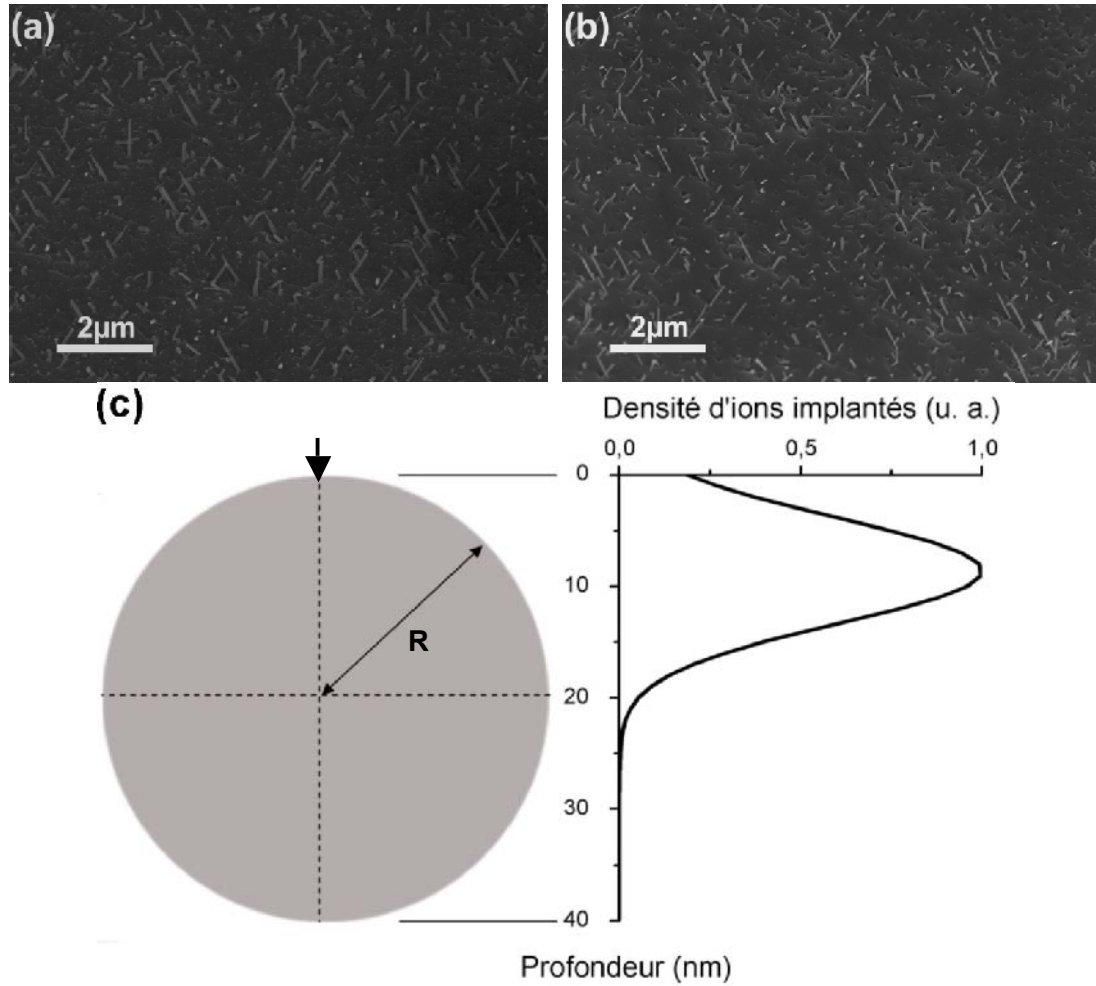 (a)
2µm
(b)
2µm
(c)
R
Densité d'ions implantés (u. a.)
0,0
0,5
1,0
0
10
20
30
40
Profondeur (nm)